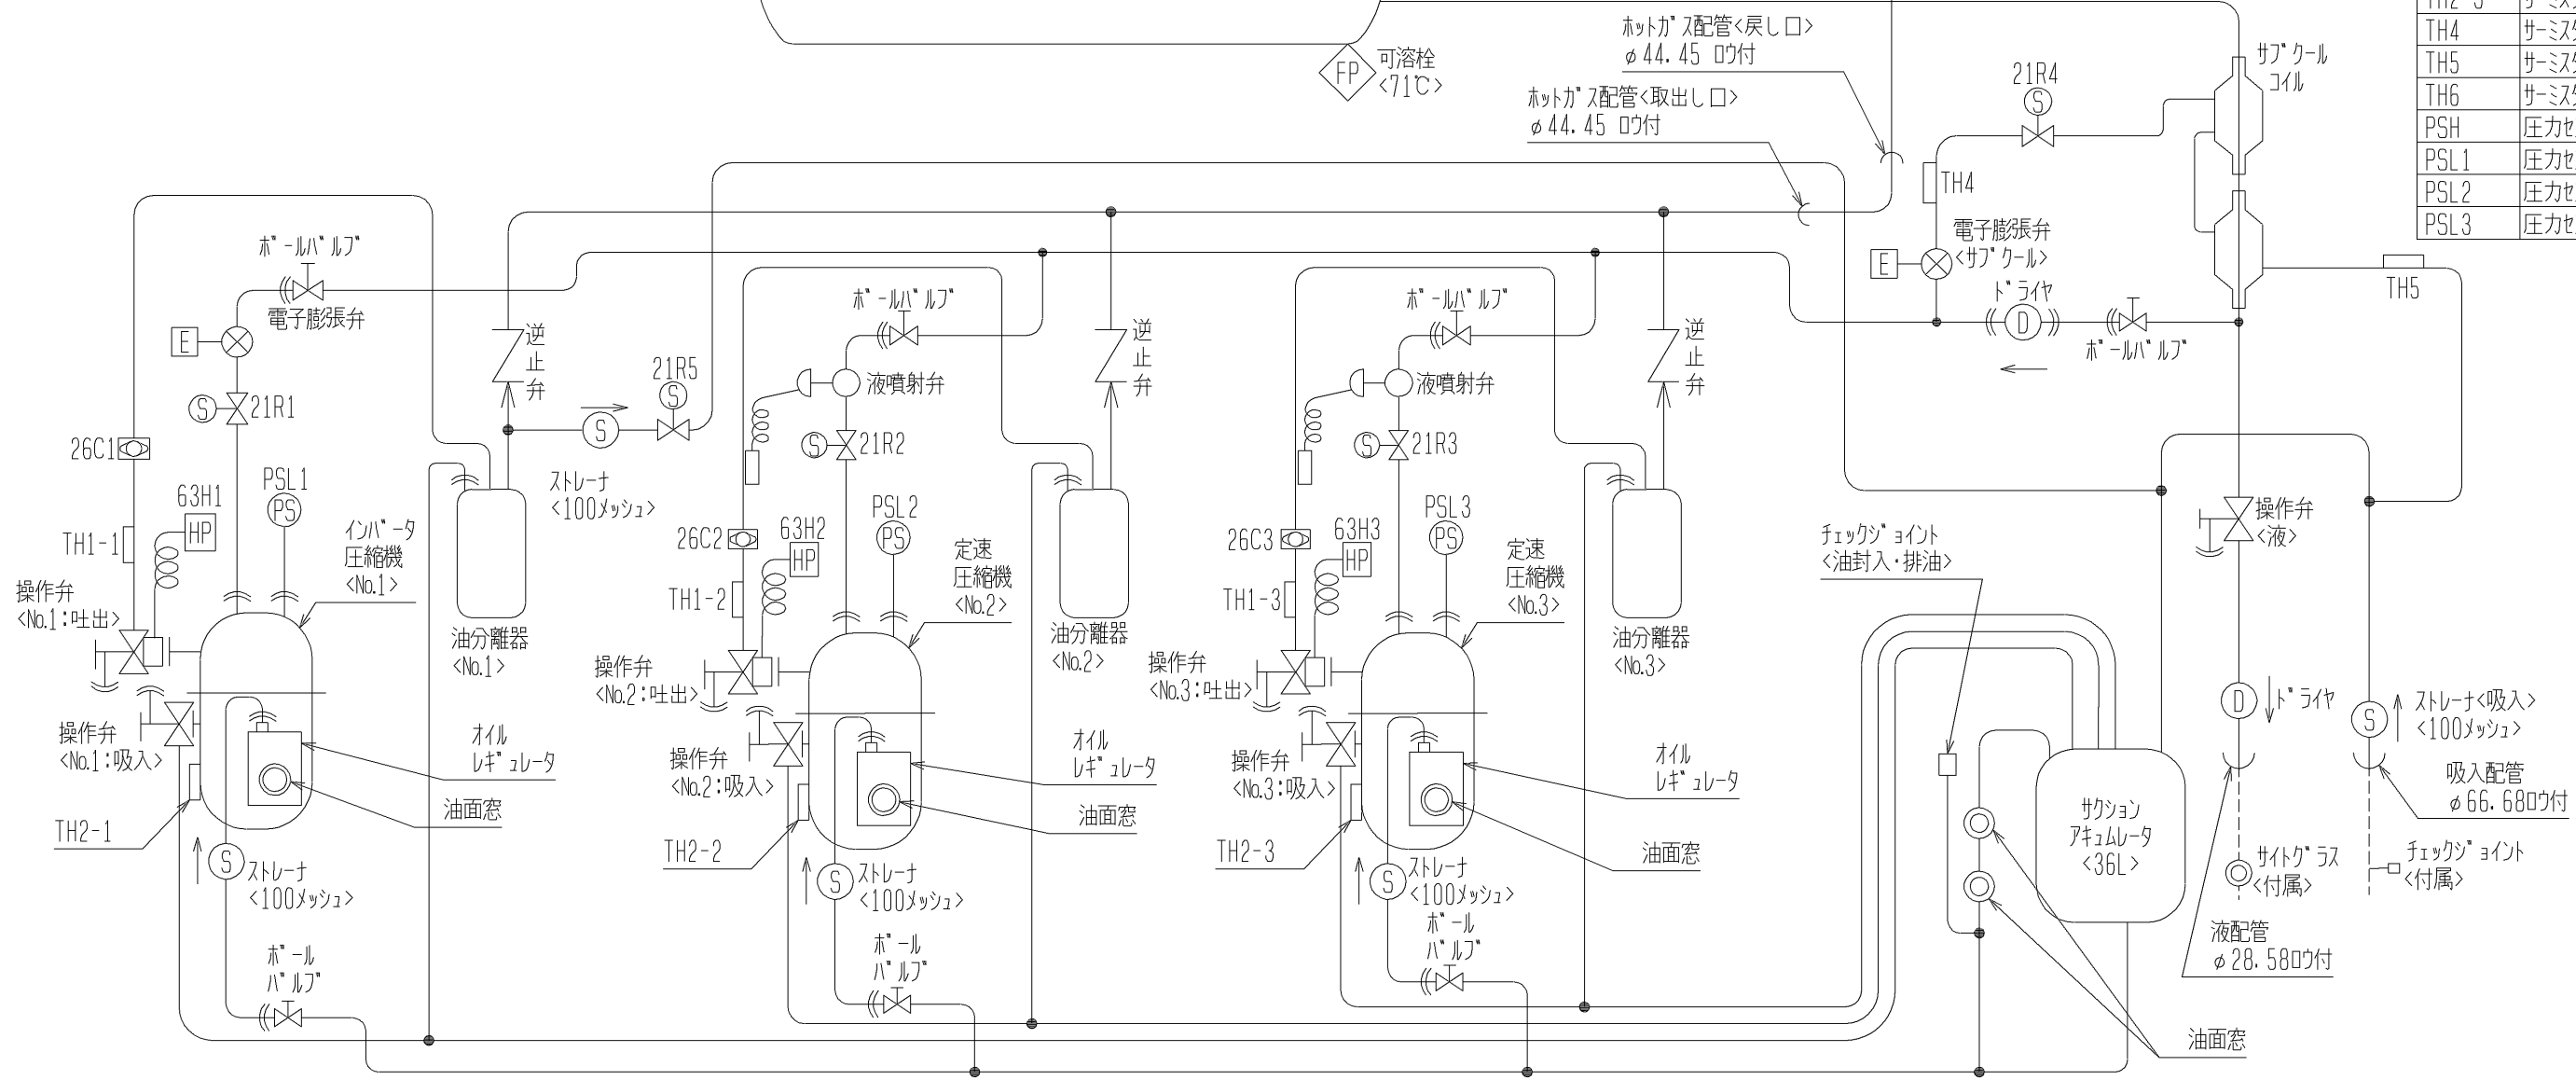 ホットガス配管<戻し口>
φ44.45 ロウ付
可溶栓
<71℃>
FP
ホットガス配管<取出し口>
φ44.45 ロウ付
21R4
S
サブクール
コイル
TH4
TH5
TH6
PSH
PSL1
PSL2
PSL3
TH4
電子膨張弁
<サブクール>
E
ドライヤ
D
ボールバルブ
TH5
ボールバルブ
電子膨張弁
E
S
21R1
26C1
63H1
HP
PSL1
PS
TH1-1
インバータ
圧縮機
<No.1>
操作弁
<No.1:吐出>
操作弁
<No.1:吸入>
TH2-1
逆
止
弁
21R5
S
S
ストレーナ
<100メッシュ>
油分離器
<No.1>
オイル
レギュレータ
油面窓
S
ストレーナ
<100メッシュ>
ボール
バルブ
ボールバルブ
液噴射弁
S
21R2
26C2
63H2
HP
PSL2
PS
TH1-2
定速
圧縮機
<No.2>
操作弁
<No.2:吐出>
操作弁
<No.2:吸入>
TH2-2
逆
止
弁
油分離器
<No.2>
オイル
レギュレータ
油面窓
S
ストレーナ
<100メッシュ>
ボール
バルブ
ボールバルブ
液噴射弁
S
21R3
26C3
63H3
HP
PSL3
PS
TH1-3
定速
圧縮機
<No.3>
操作弁
<No.3:吐出>
操作弁
<No.3:吸入>
TH2-3
逆
止
弁
油分離器
<No.3>
オイル
レギュレータ
油面窓
S
ストレーナ
<100メッシュ>
ボール
バルブ
チェックジョイント
<油封入・排油>
操作弁
<液>
D
ドライヤ
S
ストレーナ<吸入>
<100メッシュ>
吸入配管
φ66.68ロウ付
サクション
アキュムレータ
<36L>
サイトグラス
<付属>
チェックジョイント
<付属>
液配管
φ28.58ロウ付
油面窓